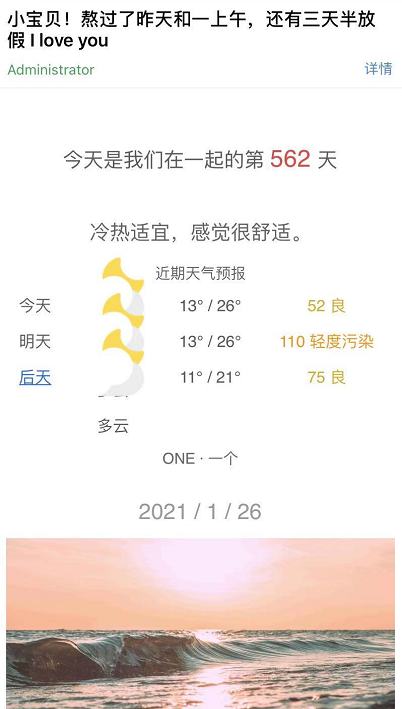 小宝贝！熬过了昨天和一上午，还有三天半放
假 I love you
Administrator 详情
今天是我们在一起的第 562 天
冷热适宜，感觉很舒适。
近期天气预报
今天 13° / 26° 52 良
明天 13° / 26° 110 轻度污染
后天 11° / 21° 75 良
多云
ONE · 一个
2021 / 1 / 26